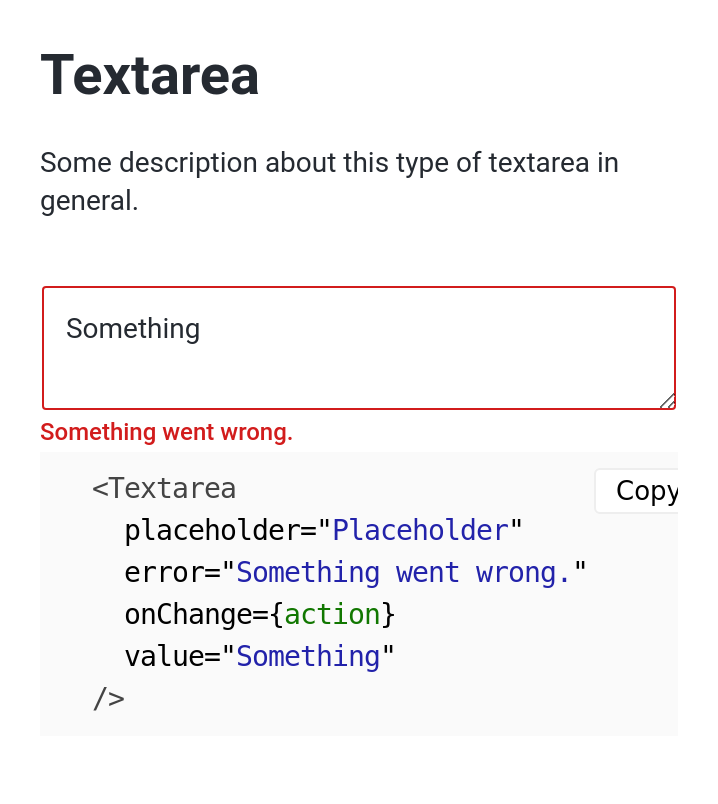 Textarea
Some description about this type of textarea in
general.
Something
Something went wrong.
<Textarea
Copy
placeholder="Placeholder"
error="Something went wrong."
onChange={action}
value="Something"
/>